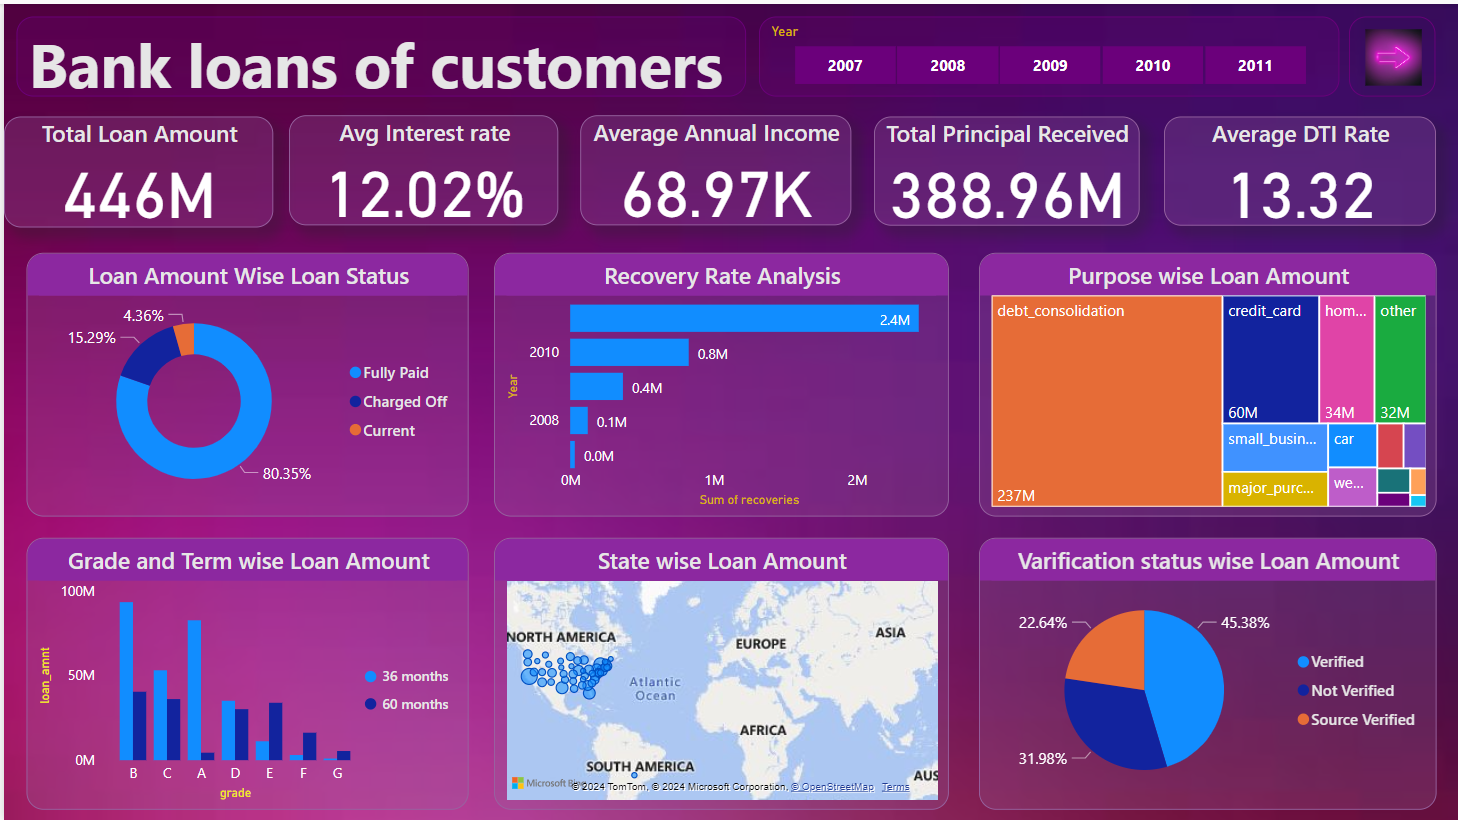 Bank loans of customers
Year
2007 2008 2009 2010 2011
Total Loan Amount
446M
Avg Interest rate
12.02%
Average Annual Income
68.97K
Total Principal Received
388.96M
Average DTI Rate
13.32
Loan Amount Wise Loan Status
4.36%
15.29%
80.35%
Fully Paid
Charged Off
Current
Recovery Rate Analysis
Year
2.4M
2010 0.8M
0.4M
2008 0.1M
0.0M
0M 1M 2M
Sum of recoveries
Purpose wise Loan Amount
debt_consolidation
237M
credit_card
60M
hom...
34M
other
32M
small_busin...
car
major_purc...
we...
Grade and Term wise Loan Amount
loan_amnt
100M
50M
0M
B C A D E F G
grade
36 months
60 months
State wise Loan Amount
NORTH AMERICA
EUROPE
ASIA
Atlantic
Ocean
AFRICA
SOUTH AMERICA
AUS
Microsoft Bing
© 2024 TomTom, © 2024 Microsoft Corporation, © OpenStreetMap Terms
Varification status wise Loan Amount
22.64%
45.38%
31.98%
Verified
Not Verified
Source Verified